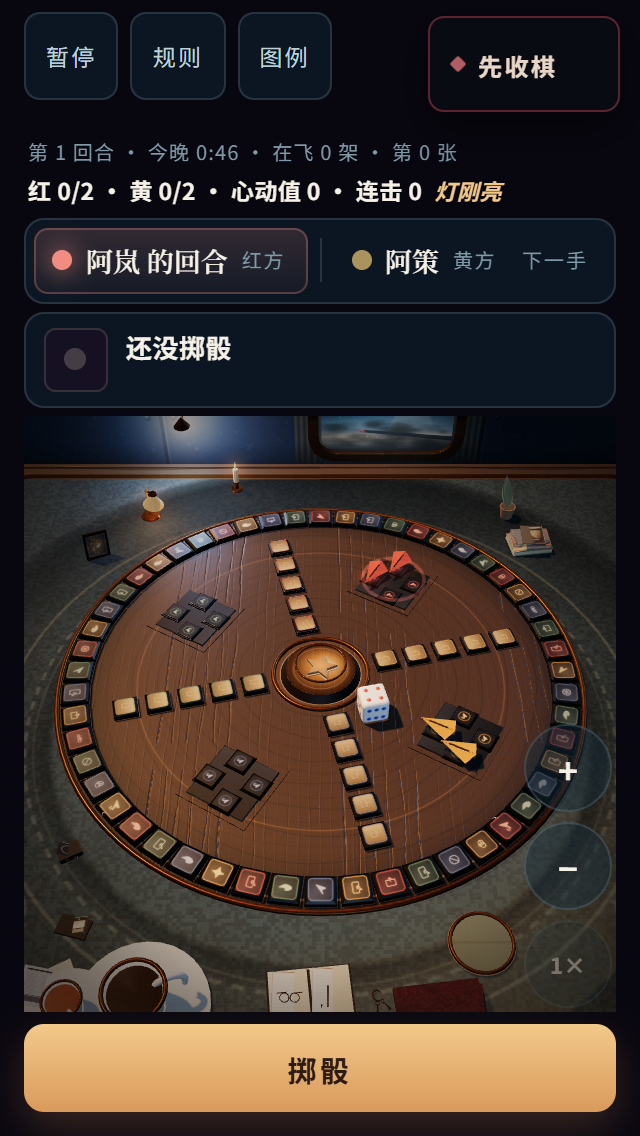 暂停 规则 图例 先收棋
第 1 回合 · 今晚 0:46 · 在飞 0 架 · 第 0 张
红 0/2 · 黄 0/2 · 心动值 0 · 连击 0 灯刚亮
阿岚 的回合 红方 阿策 黄方 下一手
还没掷骰
+
−
1×
掷骰